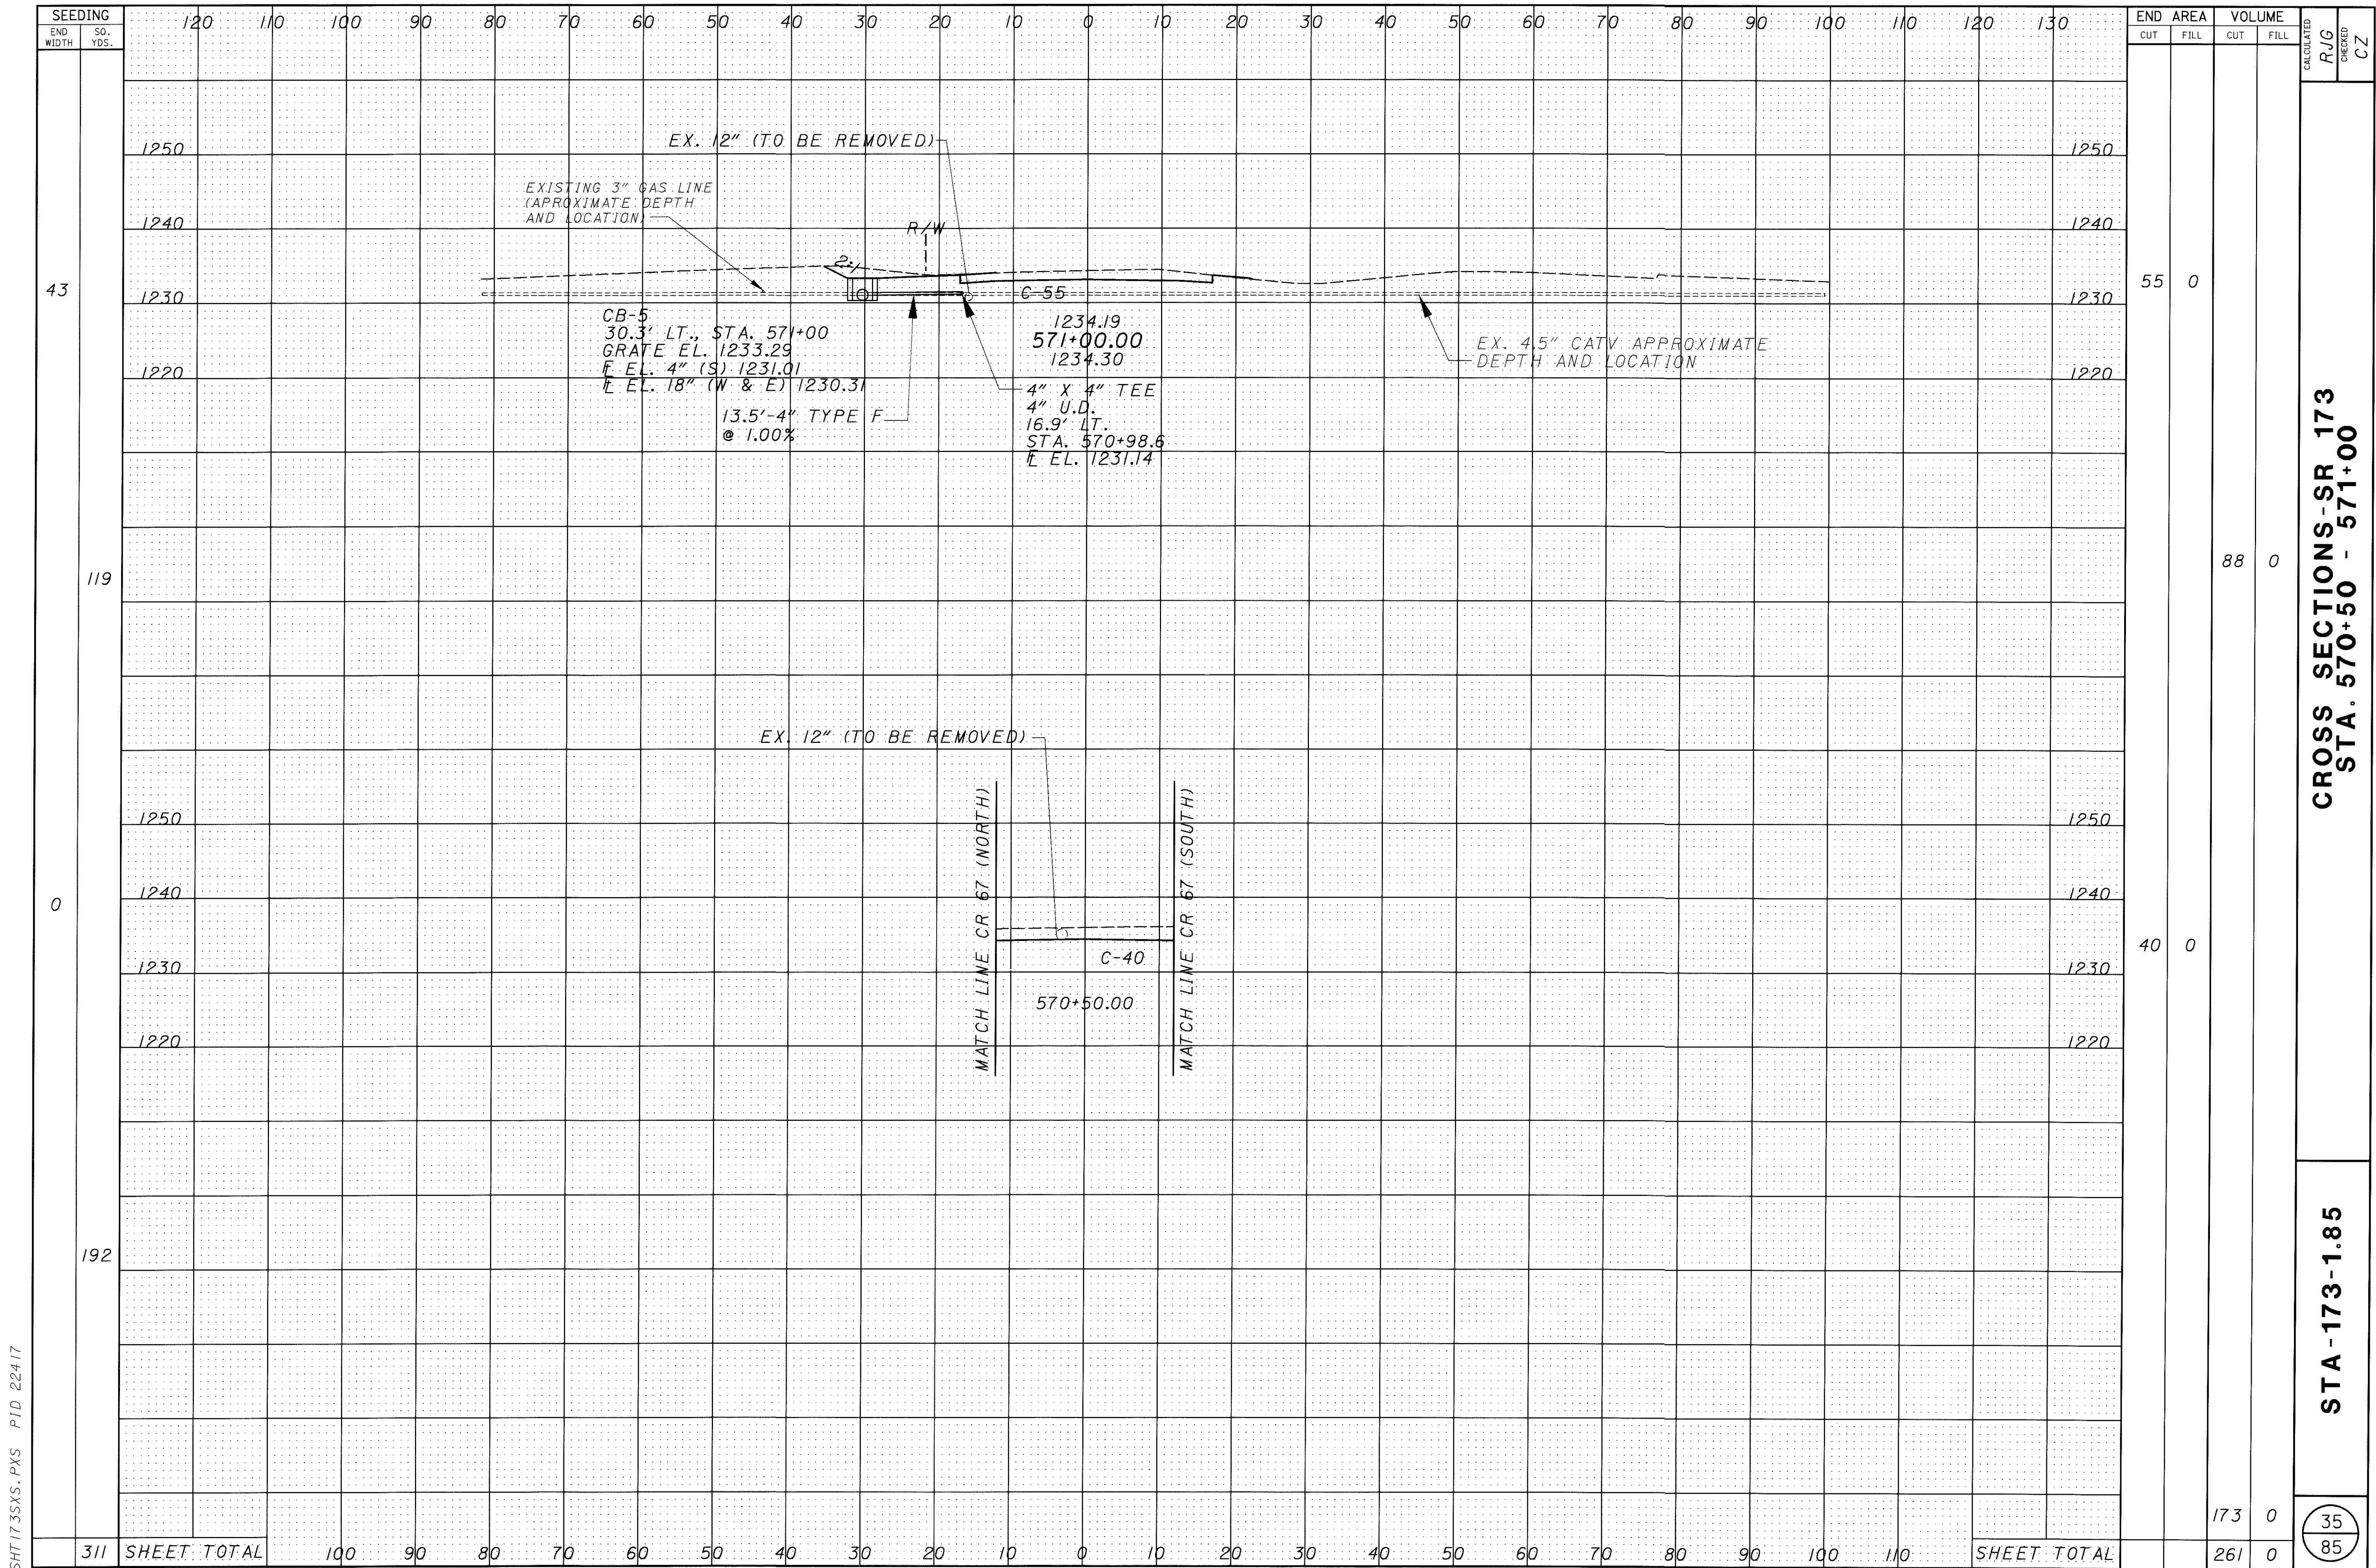 SEEDING
END WIDTH
SQ. YDS.
120 110 100 90 80 70 60 50 40 30 20 10 0 10 20 30 40 50 60 70 80 90 100 110 120 130
END AREA
VOLUME
CUT FILL CUT FILL
CALCULATED
RJG
CHECKED
CZ
EX. 12" (TO BE REMOVED)
1250
1250
EXISTING 3" GAS LINE
(APROXIMATE DEPTH
AND LOCATION)
1240
R/W
1240
2:1
43
1230
C-55
1230
55 0
CB-5
30.3' LT., STA. 571+00
GRATE EL. 1233.29
℄ EL. 4" (S) 1231.01
℄ EL. 18" (W & E) 1230.31
1234.19
571+00.00
1234.30
EX. 4.5" CATV APPROXIMATE
DEPTH AND LOCATION
1220
1220
13.5'-4" TYPE F
@ 1.00%
4" X 4" TEE
4" U.D.
16.9' LT.
STA. 570+98.6
℄ EL. 1231.14
119
88 0
EX. 12" (TO BE REMOVED)
MATCH LINE CR 67 (NORTH)
MATCH LINE CR 67 (SOUTH)
1250
1250
1240
1240
0
C-40
40 0
1230
1230
570+50.00
1220
1220
192
173 0
311 SHEET TOTAL
100 90 80 70 60 50 40 30 20 10 0 10 20 30 40 50 60 70 80 90 100 110
SHEET TOTAL
261 0
CROSS SECTIONS-SR 173
STA. 570+50 - 571+00
STA-173-1.85
35
85
SHT173SXS.PXS PID 22417